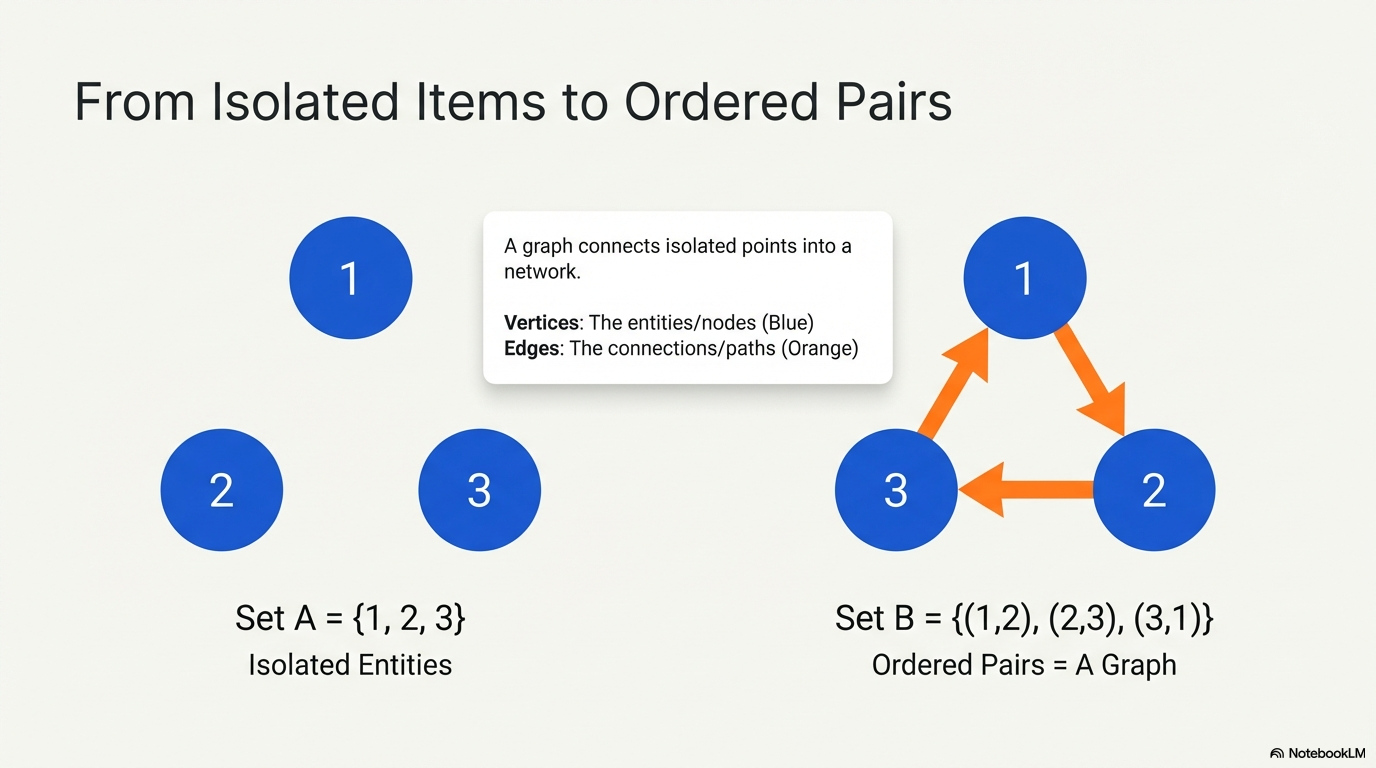 From Isolated Items to Ordered Pairs
1
2
3
Set A = {1, 2, 3}
Isolated Entities
A graph connects isolated points into a
network.
Vertices: The entities/nodes (Blue)
Edges: The connections/paths (Orange)
1
3
2
Set B = {(1,2), (2,3), (3,1)}
Ordered Pairs = A Graph
NotebookLM